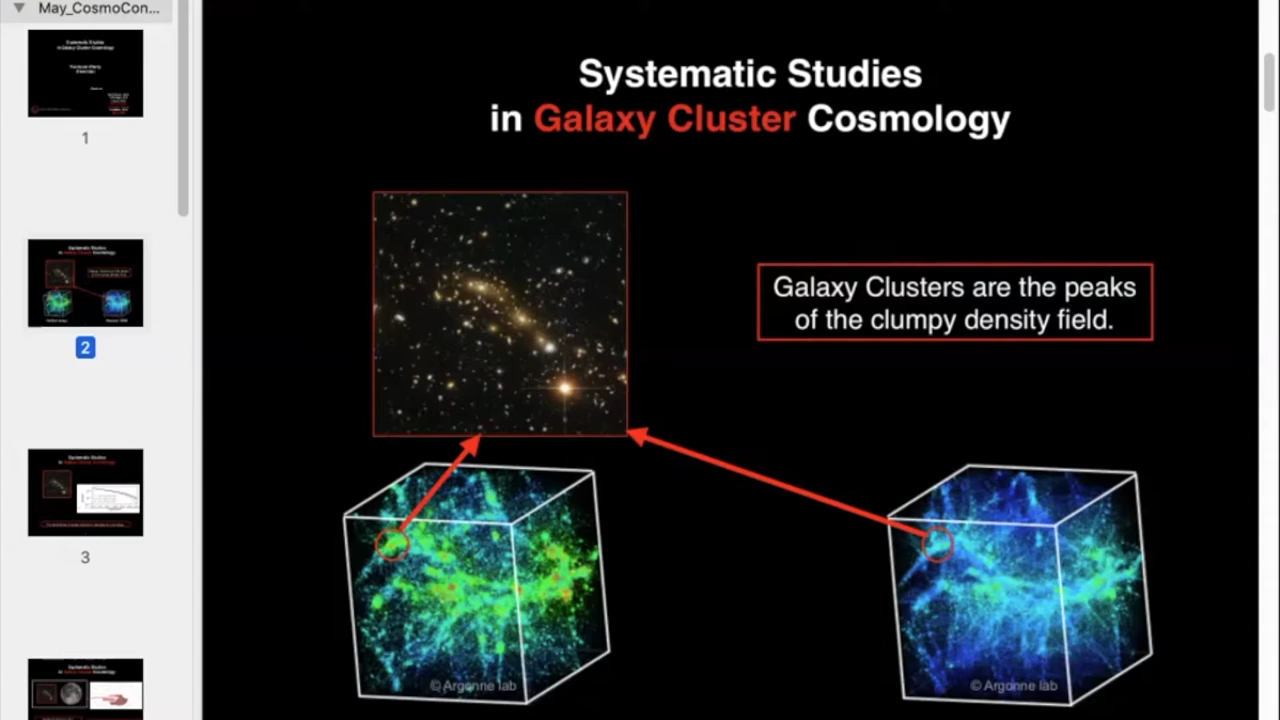 May_CosmoCon...
1
2
3
Systematic Studies
in Galaxy Cluster Cosmology
Galaxy Clusters are the peaks
of the clumpy density field.
© Argonne lab
© Argonne lab